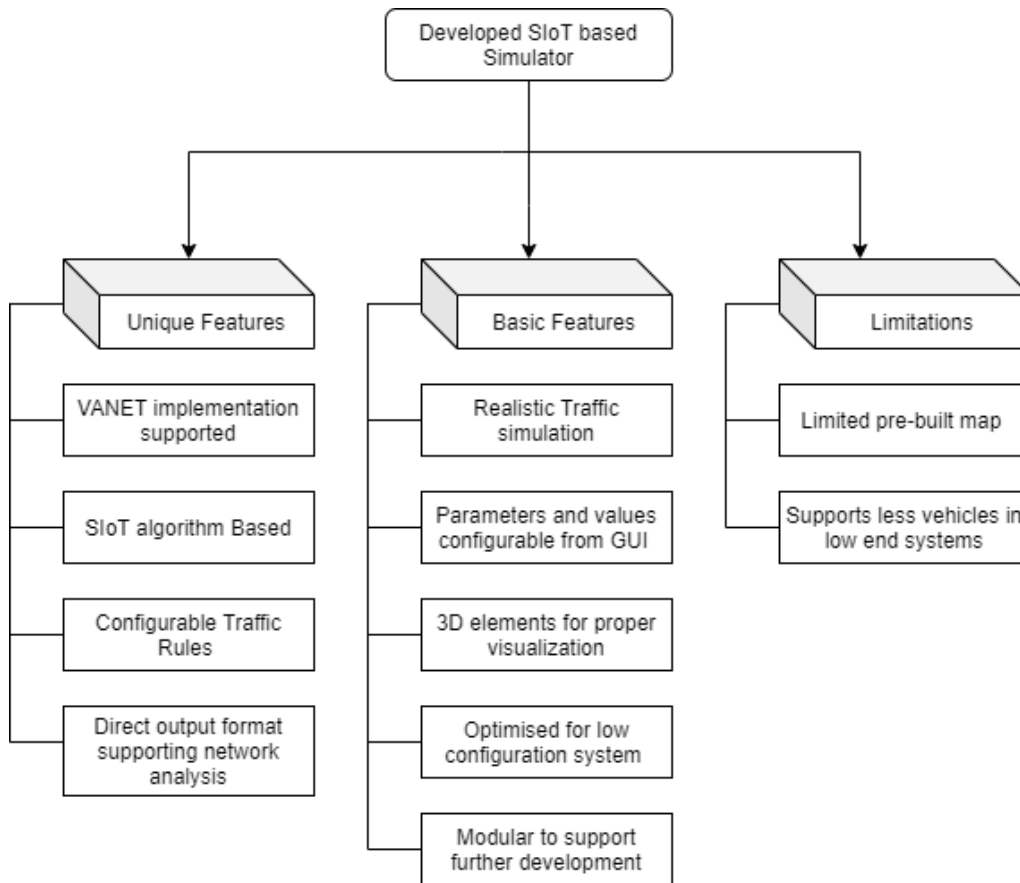 Developed SIoT based
Simulator
Unique Features
VANET implementation
supported
SIoT algorithm Based
Configurable Traffic
Rules
Direct output format
supporting network
analysis
Basic Features
Realistic Traffic
simulation
Parameters and values
configurable from GUI
3D elements for proper
visualization
Optimised for low
configuration system
Modular to support
further development
Limitations
Limited pre-built map
Supports less vehicles in
low end systems